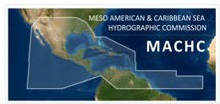 MESO AMERICAN & CARIBBEAN SEA
HYDROGRAPHIC COMMISSION
MACHC